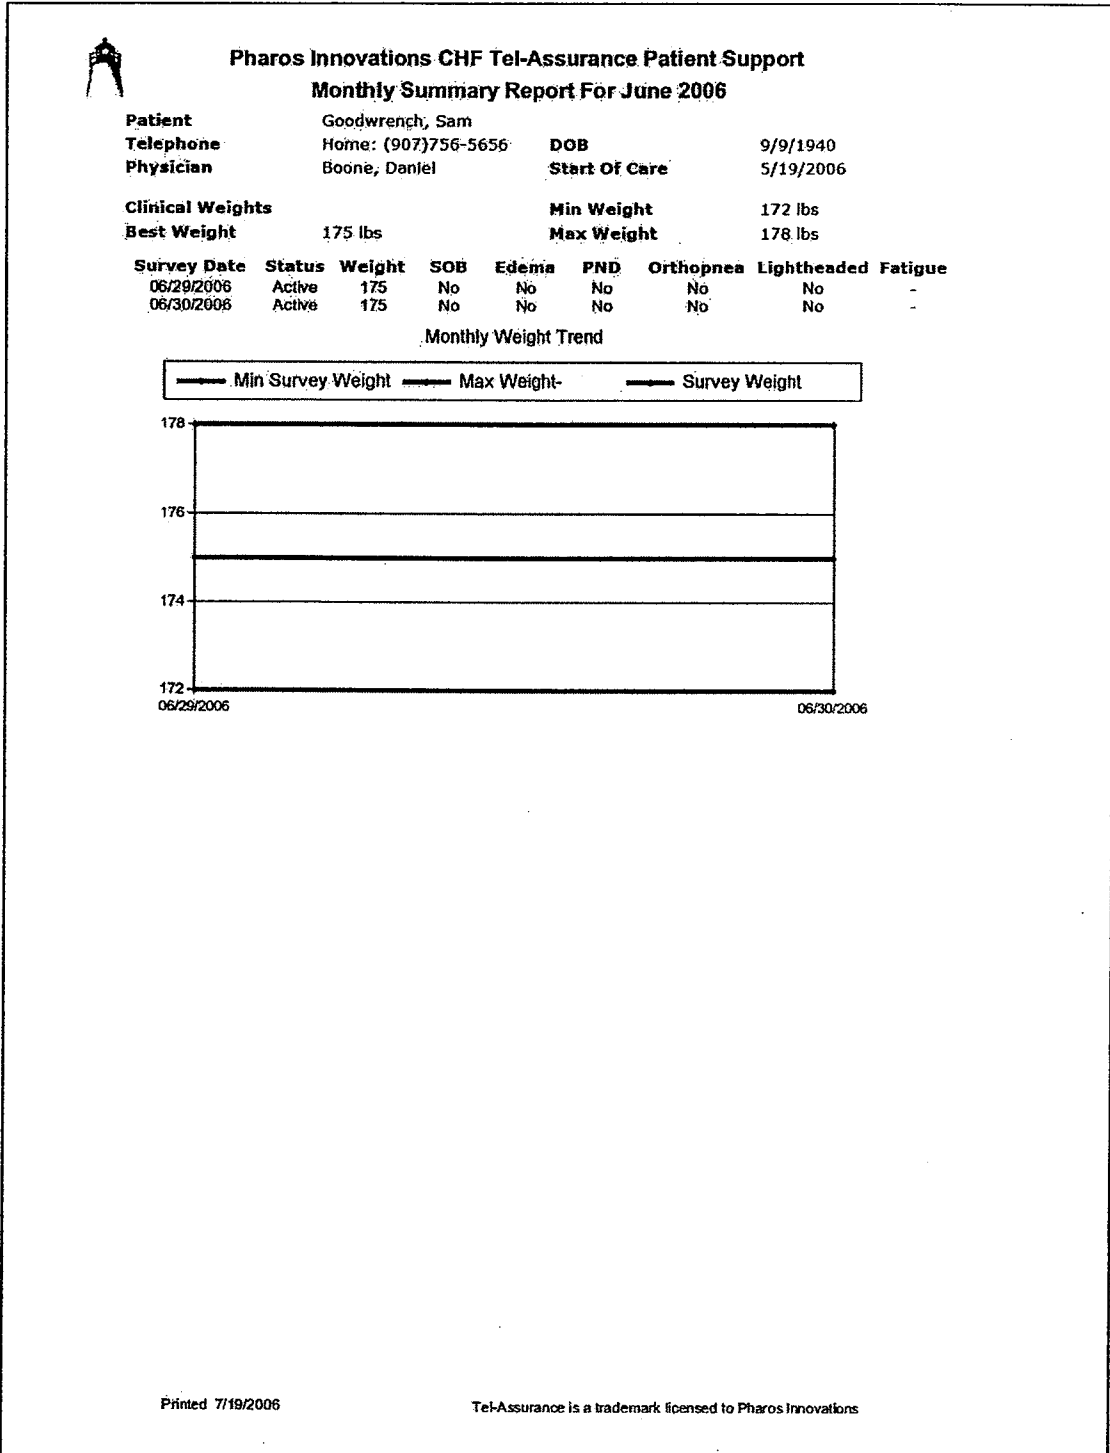 Pharos Innovations CHF Tel-Assurance Patient Support
Monthly Summary Report For June 2006
Patient Goodwrench, Sam
Telephone Home: (907)756-5656 DOB 9/9/1940
Physician Boone, Daniel Start Of Care 5/19/2006
Clinical Weights Min Weight 172 lbs
Best Weight 175 lbs Max Weight 178 lbs
Survey Date Status Weight SOB Edema PND Orthopnea Lightheaded Fatigue
06/29/2006 Active 175 No No No No No -
06/30/2006 Active 175 No No No No No -
Monthly Weight Trend
Min Survey Weight Max Weight- Survey Weight
178
176
174
172
06/29/2006 06/30/2006
Printed 7/19/2006 Tel-Assurance is a trademark licensed to Pharos Innovations